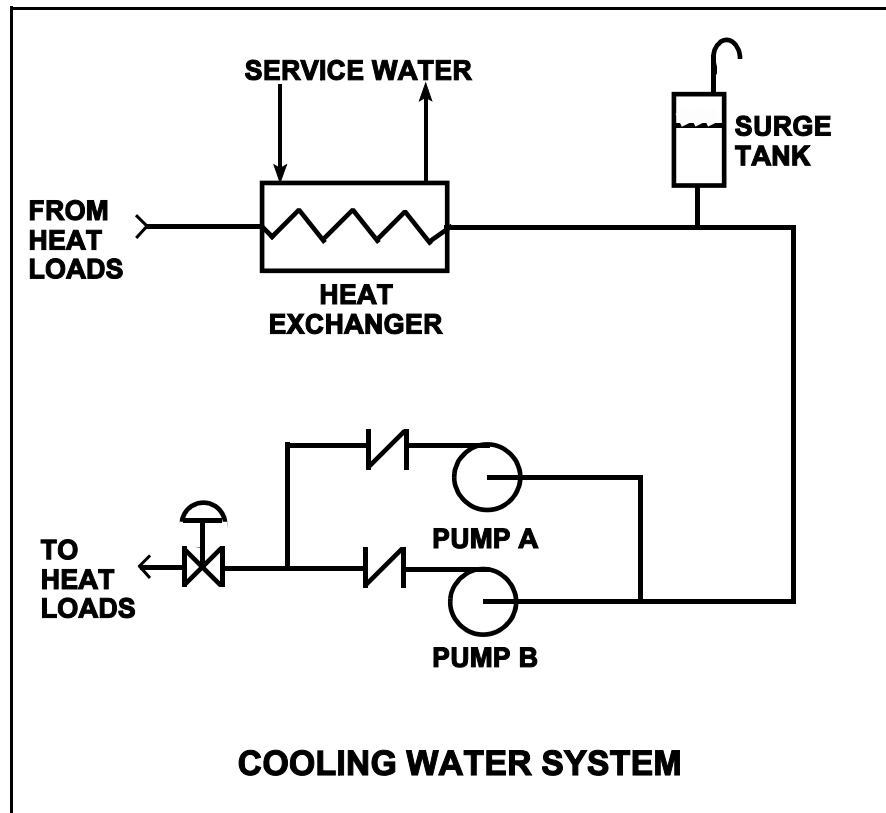 SERVICE WATER
SURGE
TANK
FROM
HEAT
LOADS
HEAT
EXCHANGER
PUMP A
TO
HEAT
LOADS
PUMP B
COOLING WATER SYSTEM